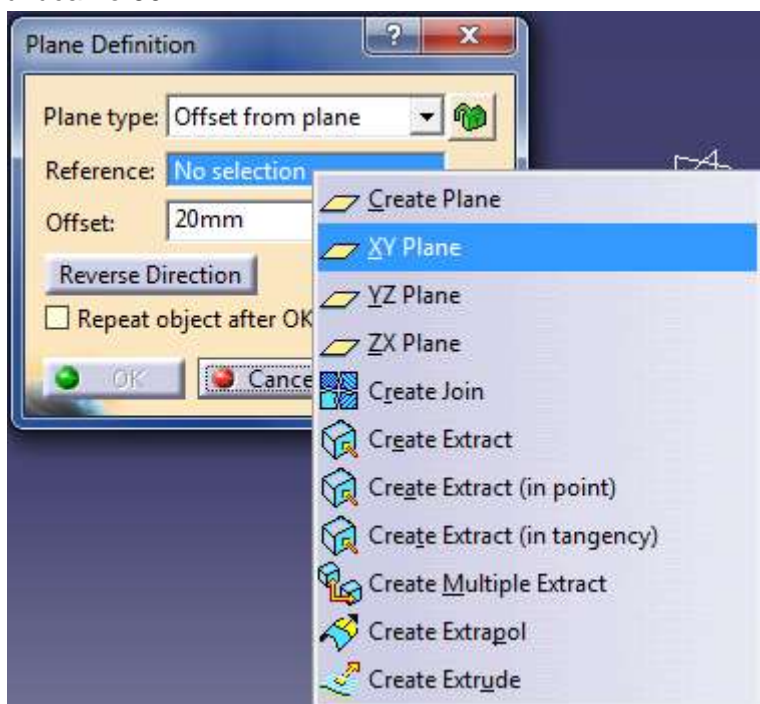 Plane Definition
?
X
Plane type: Offset from plane
Reference: No selection
Offset: 20mm
Reverse Direction
Repeat object after OK
OK
Cance
Create Plane
XY Plane
YZ Plane
ZX Plane
Create Join
Create Extract
Create Extract (in point)
Create Extract (in tangency)
Create Multiple Extract
Create Extrapol
Create Extrude